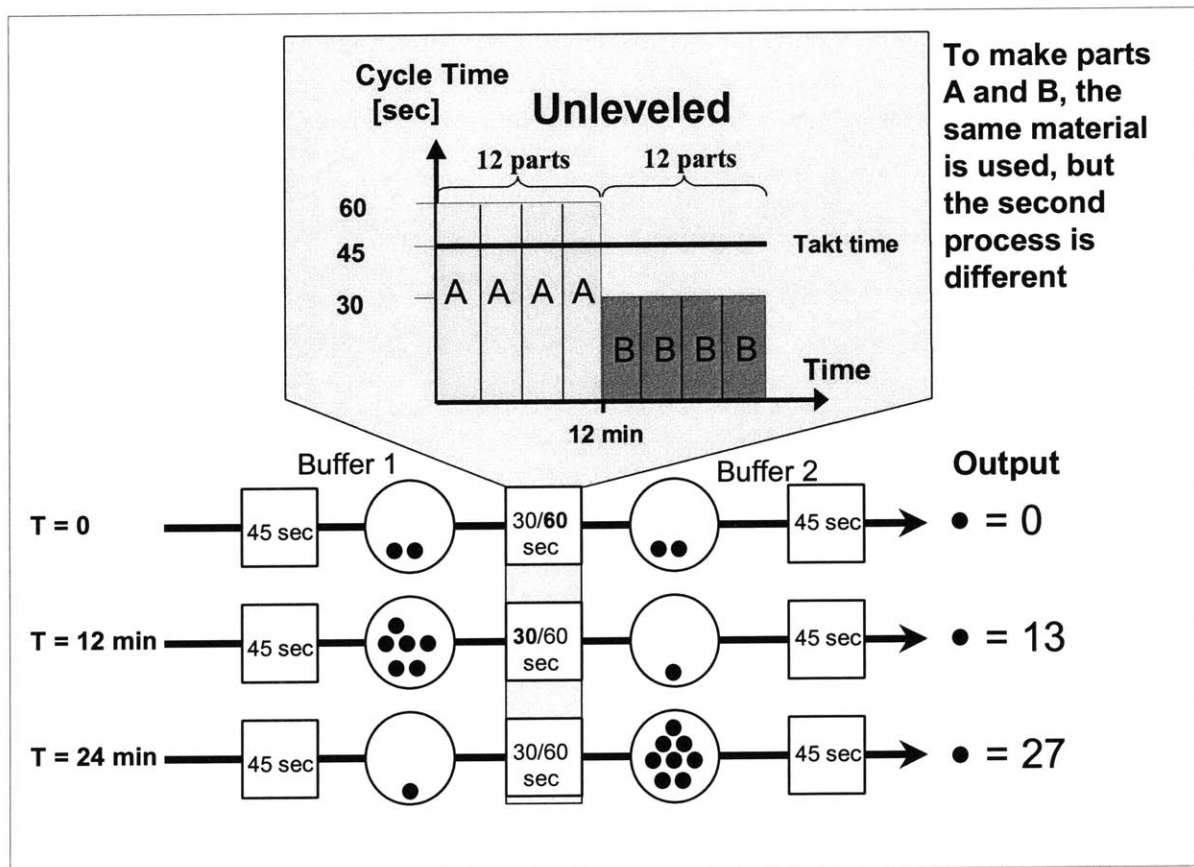 Cycle Time
[sec]
Unleveled
12 parts
12 parts
60
45
30
Takt time
A A A A
B B B B
Time
12 min
To make parts
A and B, the
same material
is used, but
the second
process is
different
Buffer 1
Buffer 2
Output
T = 0
45 sec
30/60
sec
45 sec
= 0
T = 12 min
45 sec
30/60
sec
45 sec
= 13
T = 24 min
45 sec
30/60
sec
45 sec
= 27